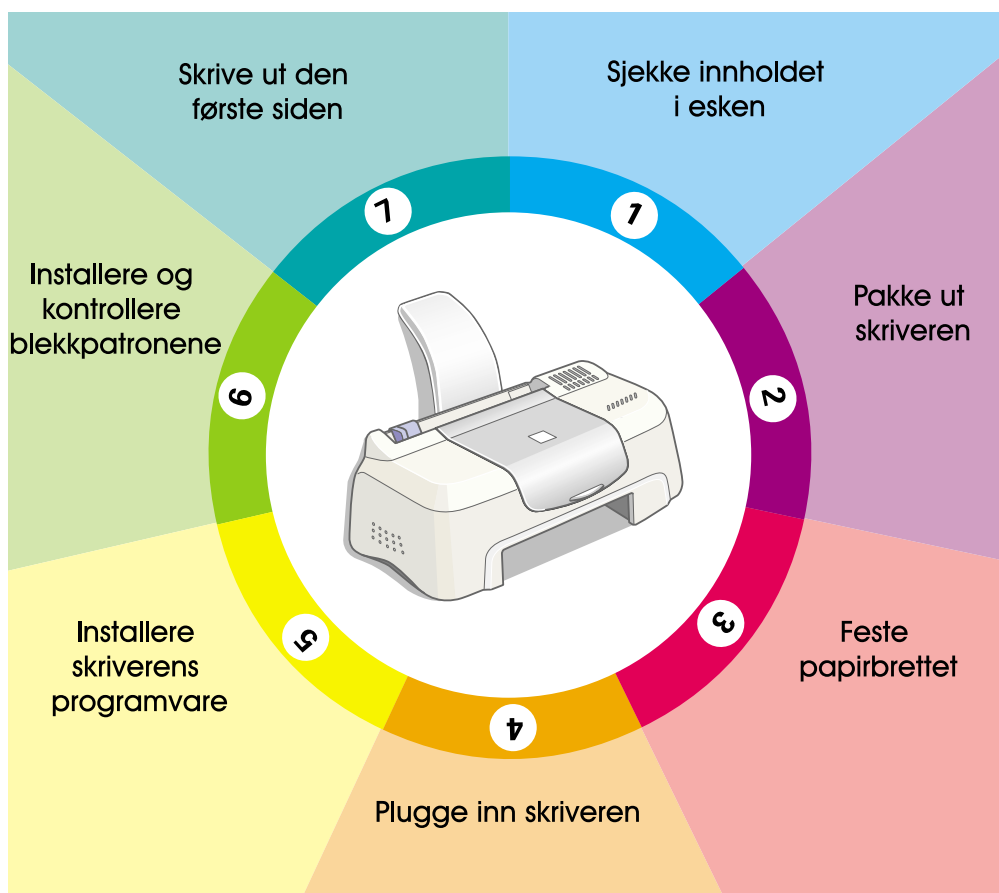 Sjekke innholdet
i esken
1
Pakke ut
skriveren
2
Feste
papirbrettet
3
Plugge inn skriveren
4
Installere
skriverens
programvare
5
Installere og
kontrollere
blekkpatronene
6
Skrive ut den
første siden
7